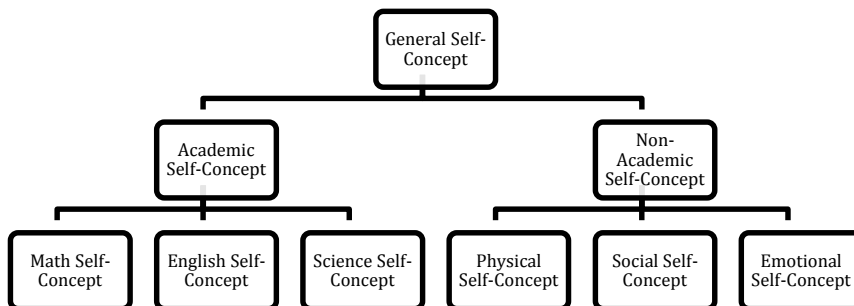 General Self-
Concept
Academic
Self-Concept
Non-
Academic
Self-Concept
Math Self-
Concept
English Self-
Concept
Science Self-
Concept
Physical
Self-Concept
Social Self-
Concept
Emotional
Self-Concept